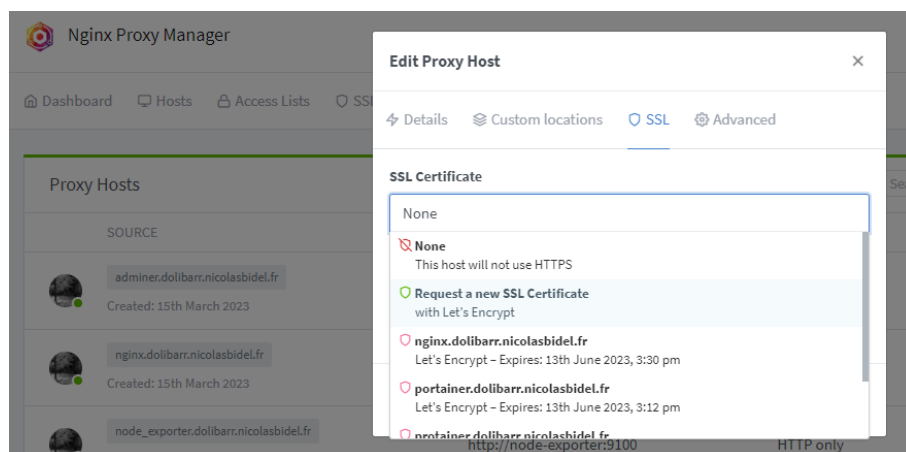 Nginx Proxy Manager
Edit Proxy Host
Dashboard Hosts Access Lists
Details Custom locations SSL Advanced
SSL Certificate
Proxy Hosts
None
SOURCE
None
This host will not use HTTPS
adminer.dolibarr.nicolasbidel.fr
Created: 15th March 2023
Request a new SSL Certificate
with Let's Encrypt
nginx.dolibarr.nicolasbidel.fr
Created: 15th March 2023
nginx.dolibarr.nicolasbidel.fr
Let's Encrypt – Expires: 13th June 2023, 3:30 pm
portainer.dolibarr.nicolasbidel.fr
Let's Encrypt – Expires: 13th June 2023, 3:12 pm
node_exporter.dolibarr.nicolasbidel.fr
protainer.dolibarr.nicolasbidel.fr
http://node-exporter:9100 HTTP only